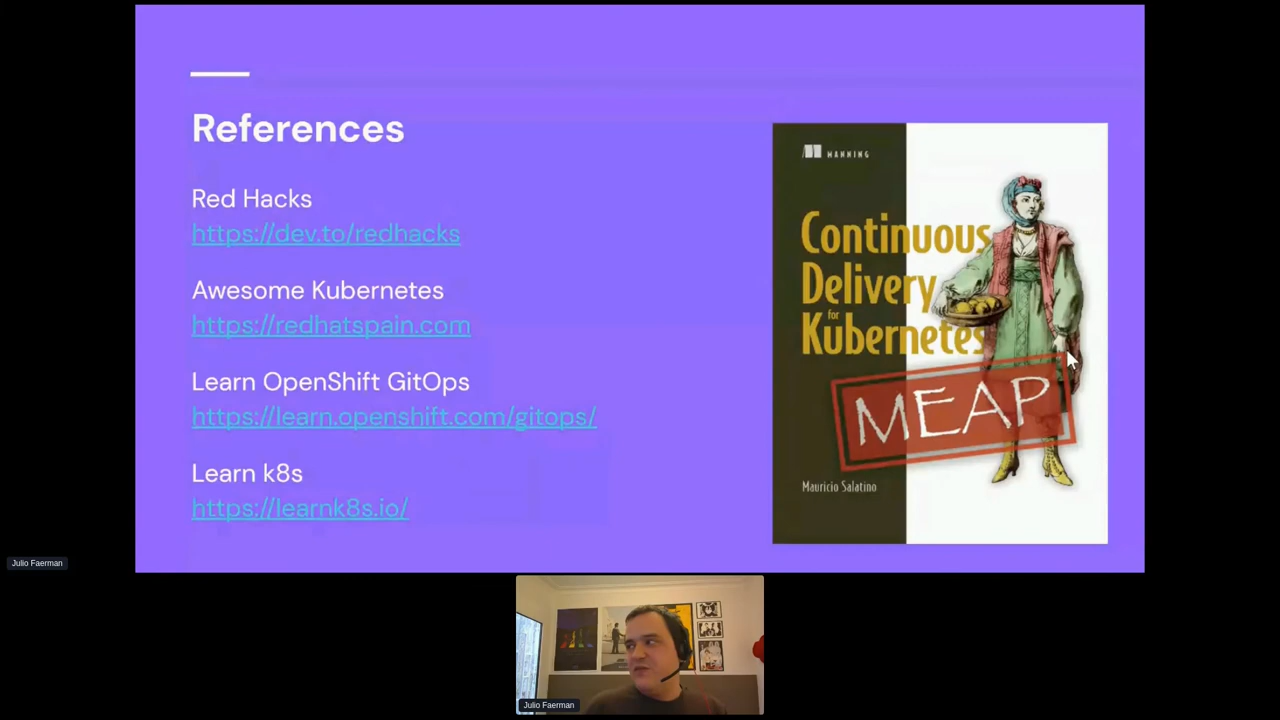 References
Red Hacks
https://dev.to/redhacks
Awesome Kubernetes
https://redhatspain.com
Learn OpenShift GitOps
https://learn.openshift.com/gitops/
Learn k8s
https://learnk8s.io/
MANNING
Continuous
Delivery
for
Kubernetes
MEAP
Mauricio Salatino
Julio Faerman
Julio Faerman